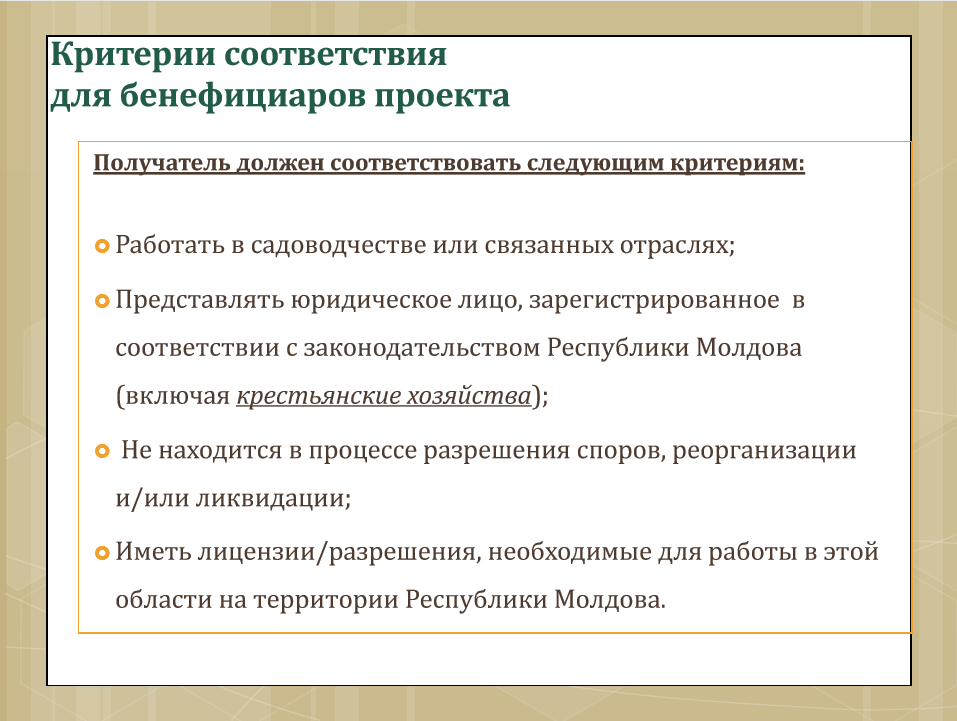 Критерии соответствия
для бенефициаров проекта
Получатель должен соответствовать следующим критериям:
Работать в садоводчестве или связанных отраслях;
Представлять юридическое лицо, зарегистрированное  в
соответствии с законодательством Республики Молдова
(включая крестьянские хозяйства);
Не находится в процессе разрешения споров, реорганизации
и/или ликвидации;
Иметь лицензии/разрешения, необходимые для работы в этой
области на территории Республики Молдова.